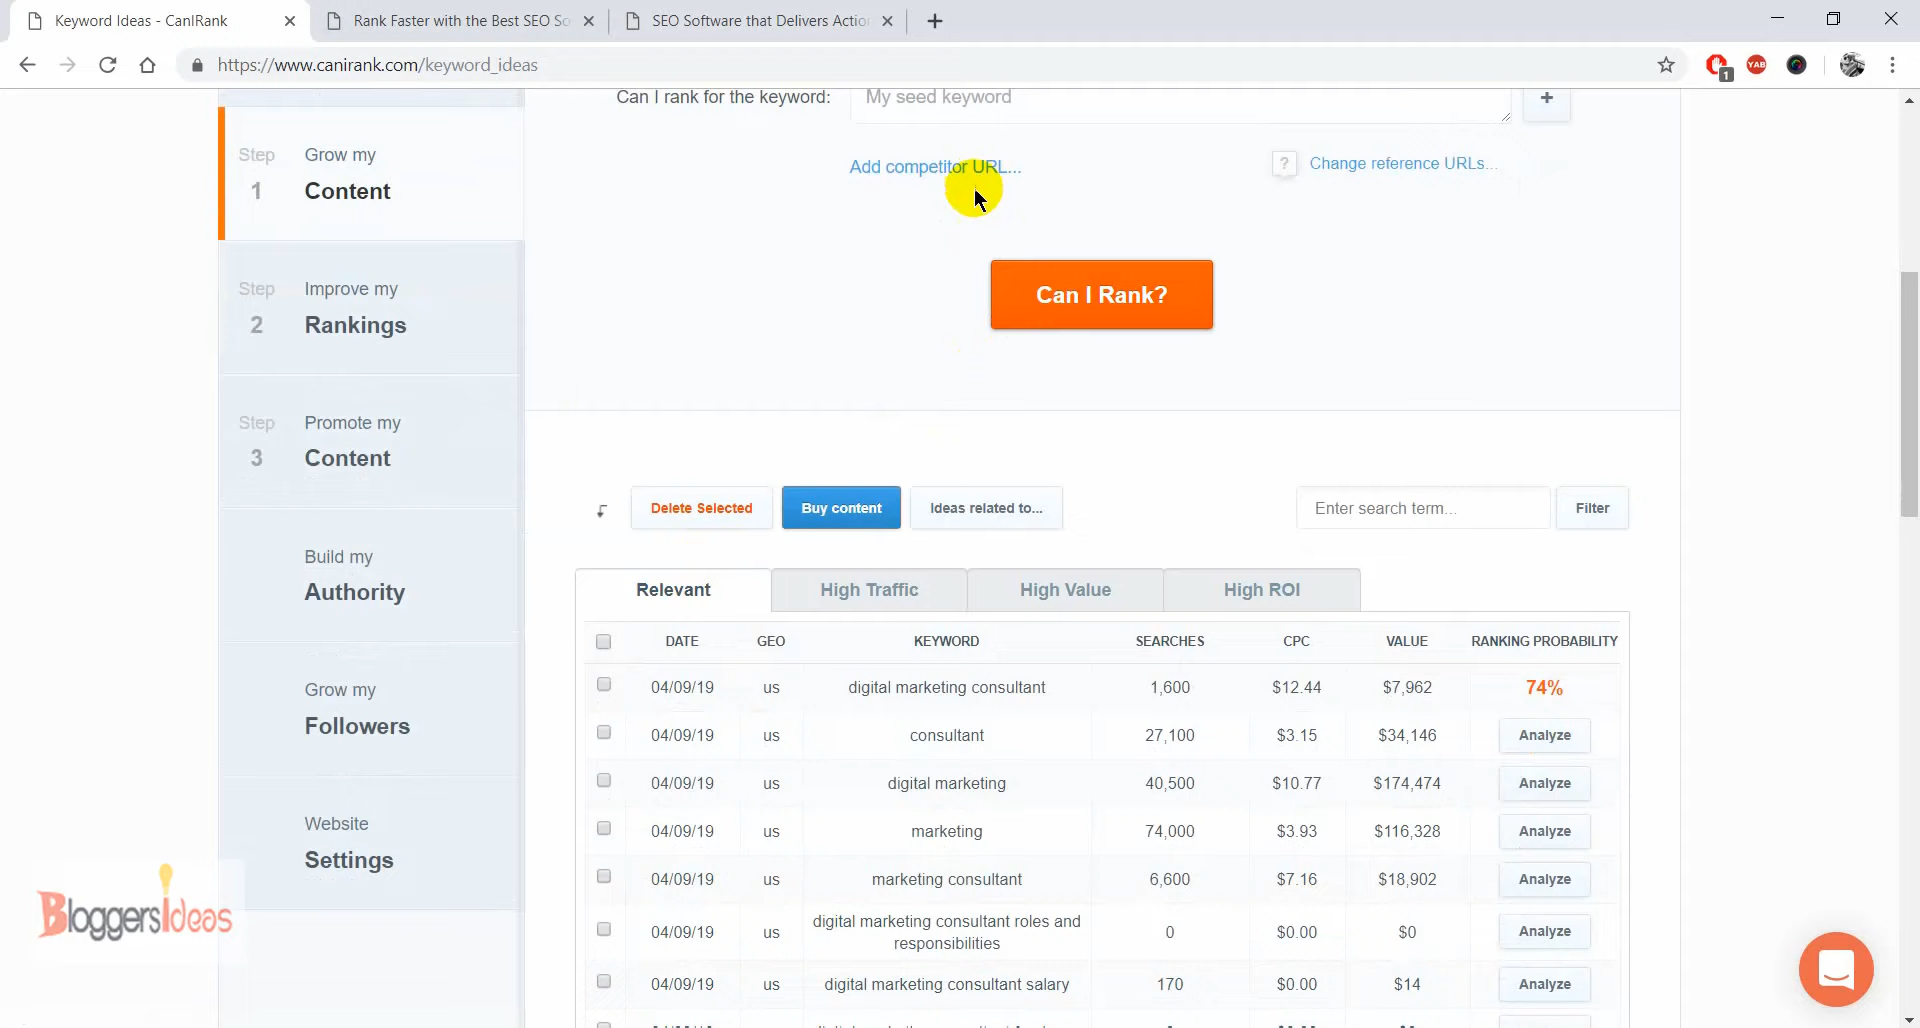 Keyword Ideas - CanIRank
Rank Faster with the Best SEO So
SEO Software that Delivers Action
https://www.canirank.com/keyword_ideas
1
YAB
Can I rank for the keyword:
My seed keyword
+
Add competitor URL...
?
Change reference URLs...
Can I Rank?
Step 1
Grow my
Content
Step 2
Improve my
Rankings
Step 3
Promote my
Content
Build my
Authority
Grow my
Followers
Website
Settings
BloggersIdeas
Delete Selected
Buy content
Ideas related to...
Enter search term...
Filter
Relevant
High Traffic
High Value
High ROI
DATE GEO KEYWORD SEARCHES CPC VALUE RANKING PROBABILITY
04/09/19 us digital marketing consultant 1,600 $12.44 $7,962 74%
04/09/19 us consultant 27,100 $3.15 $34,146 Analyze
04/09/19 us digital marketing 40,500 $10.77 $174,474 Analyze
04/09/19 us marketing 74,000 $3.93 $116,328 Analyze
04/09/19 us marketing consultant 6,600 $7.16 $18,902 Analyze
04/09/19 us digital marketing consultant roles and
responsibilities 0 $0.00 $0 Analyze
04/09/19 us digital marketing consultant salary 170 $0.00 $14 Analyze